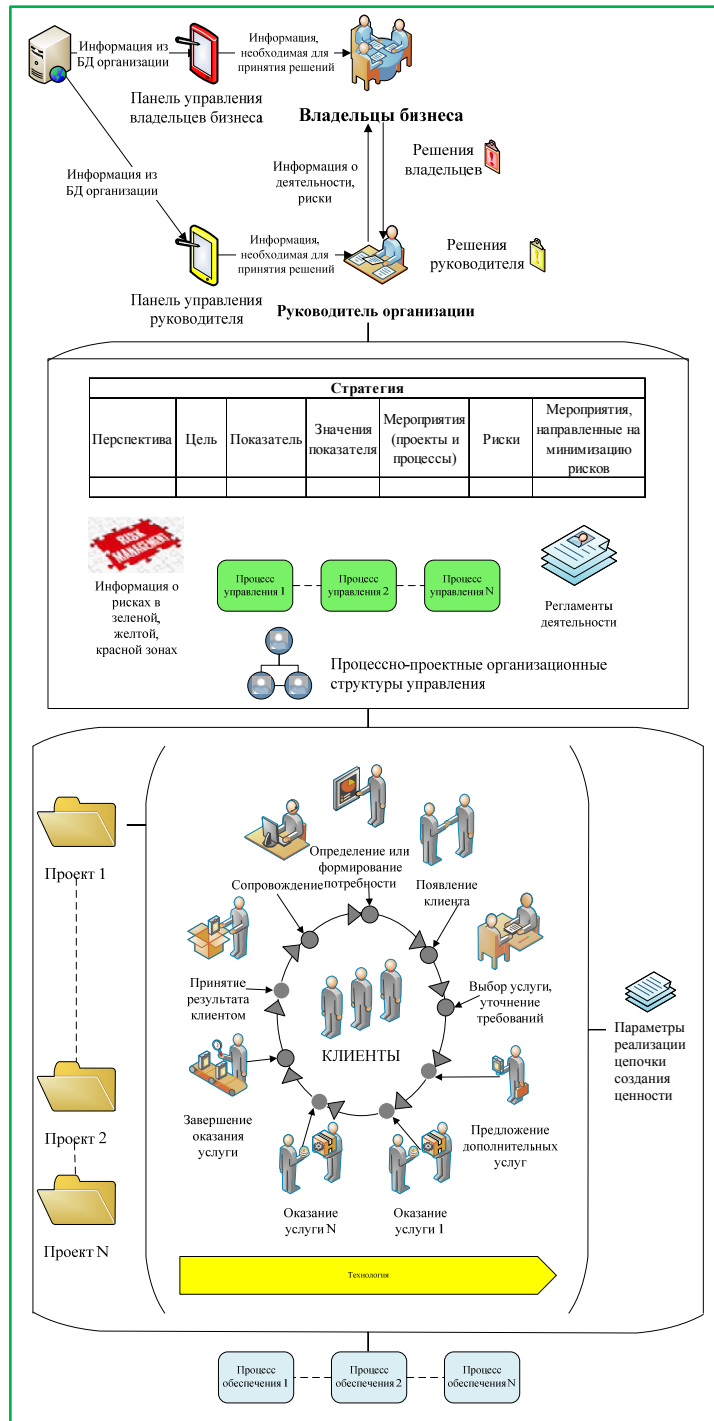 Информация из
БД организации
Информация,
необходимая для
принятия решений
Панель управления
владельцев бизнеса
Владельцы бизнеса
Информация о
деятельности,
риски
Решения
владельцев
Информация из
БД организации
Информация,
необходимая для
принятия решений
Решения
руководителя
Панель управления
руководителя
Руководитель организации
Стратегия
Перспектива
Цель
Показатель
Значения
показателя
Мероприятия
(проекты и
процессы)
Риски
Мероприятия,
направленные на
минимизацию
рисков
RISK
MANAGEMENT
Информация о
рисках в
зеленой,
желтой,
красной зонах
Процесс
управления 1
Процесс
управления 2
Процесс
управления N
Регламенты
деятельности
Процессно-проектные организационные
структуры управления
Проект 1
Проект 2
Проект N
Определение или
формирование
потребности
Появление
клиента
Сопровождение
Выбор услуги,
уточнение
требований
Принятие
результата
клиентом
КЛИЕНТЫ
Завершение
оказания
услуги
Предложение
дополнительных
услуг
Оказание
услуги N
Оказание
услуги 1
Параметры
реализации
цепочки
создания
ценности
Технология
Процесс
обеспечения 1
Процесс
обеспечения 2
Процесс
обеспечения N